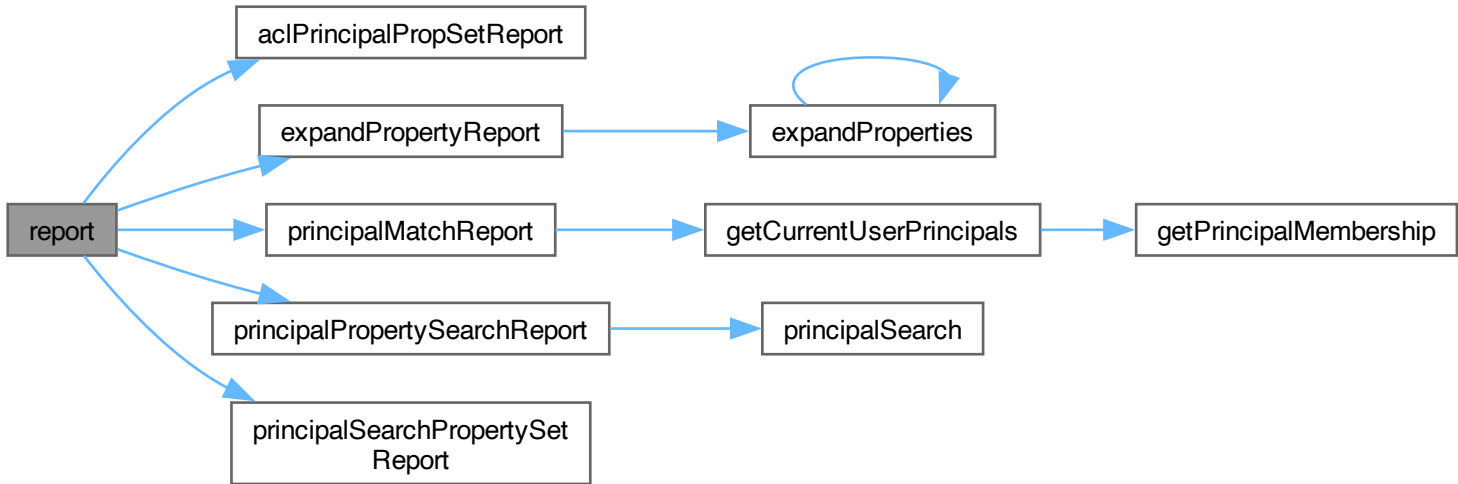 aclPrincipalPropSetReport
expandPropertyReport
expandProperties
report
principalMatchReport
getCurrentUserPrincipals
getPrincipalMembership
principalPropertySearchReport
principalSearch
principalSearchPropertySet
Report